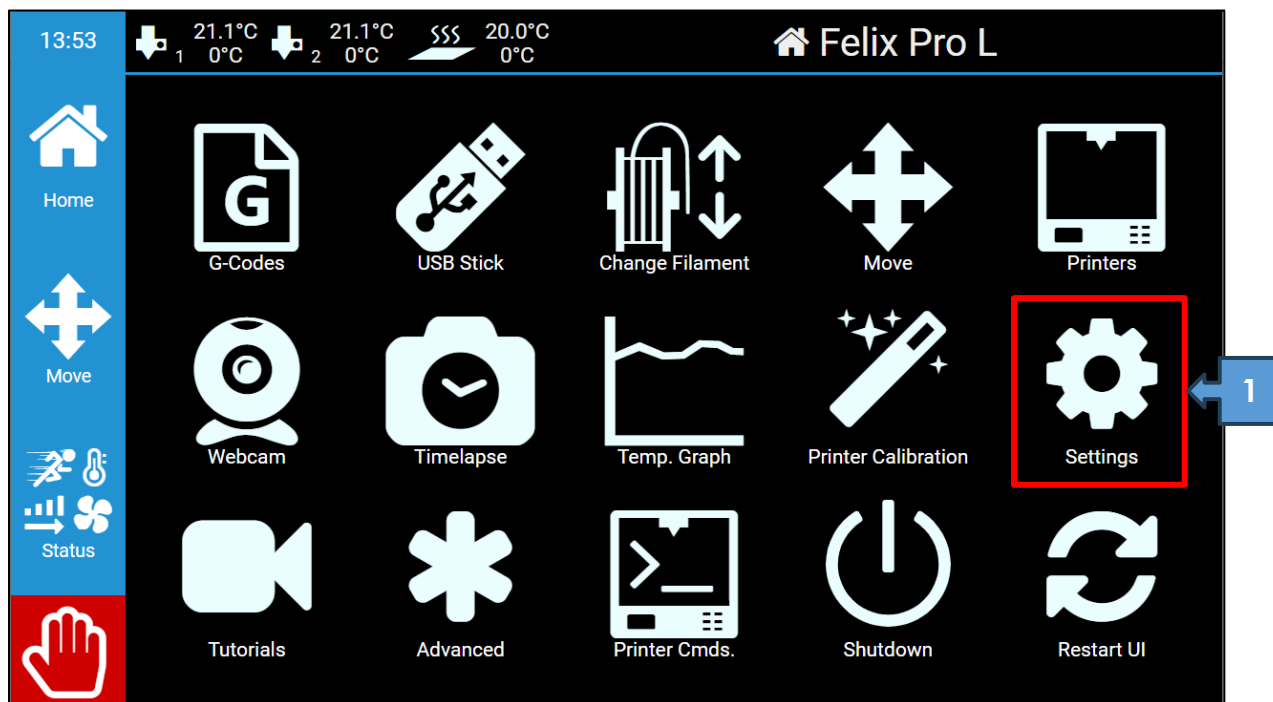 13:53
1 21.1°C 0°C
2 21.1°C 0°C
20.0°C 0°C
Felix Pro L
Home
Move
Status
G
G-Codes
USB Stick
Change Filament
Move
Printers
Webcam
Timelapse
Temp. Graph
Printer Calibration
Settings
1
Tutorials
Advanced
>_
Printer Cmds.
Shutdown
Restart UI